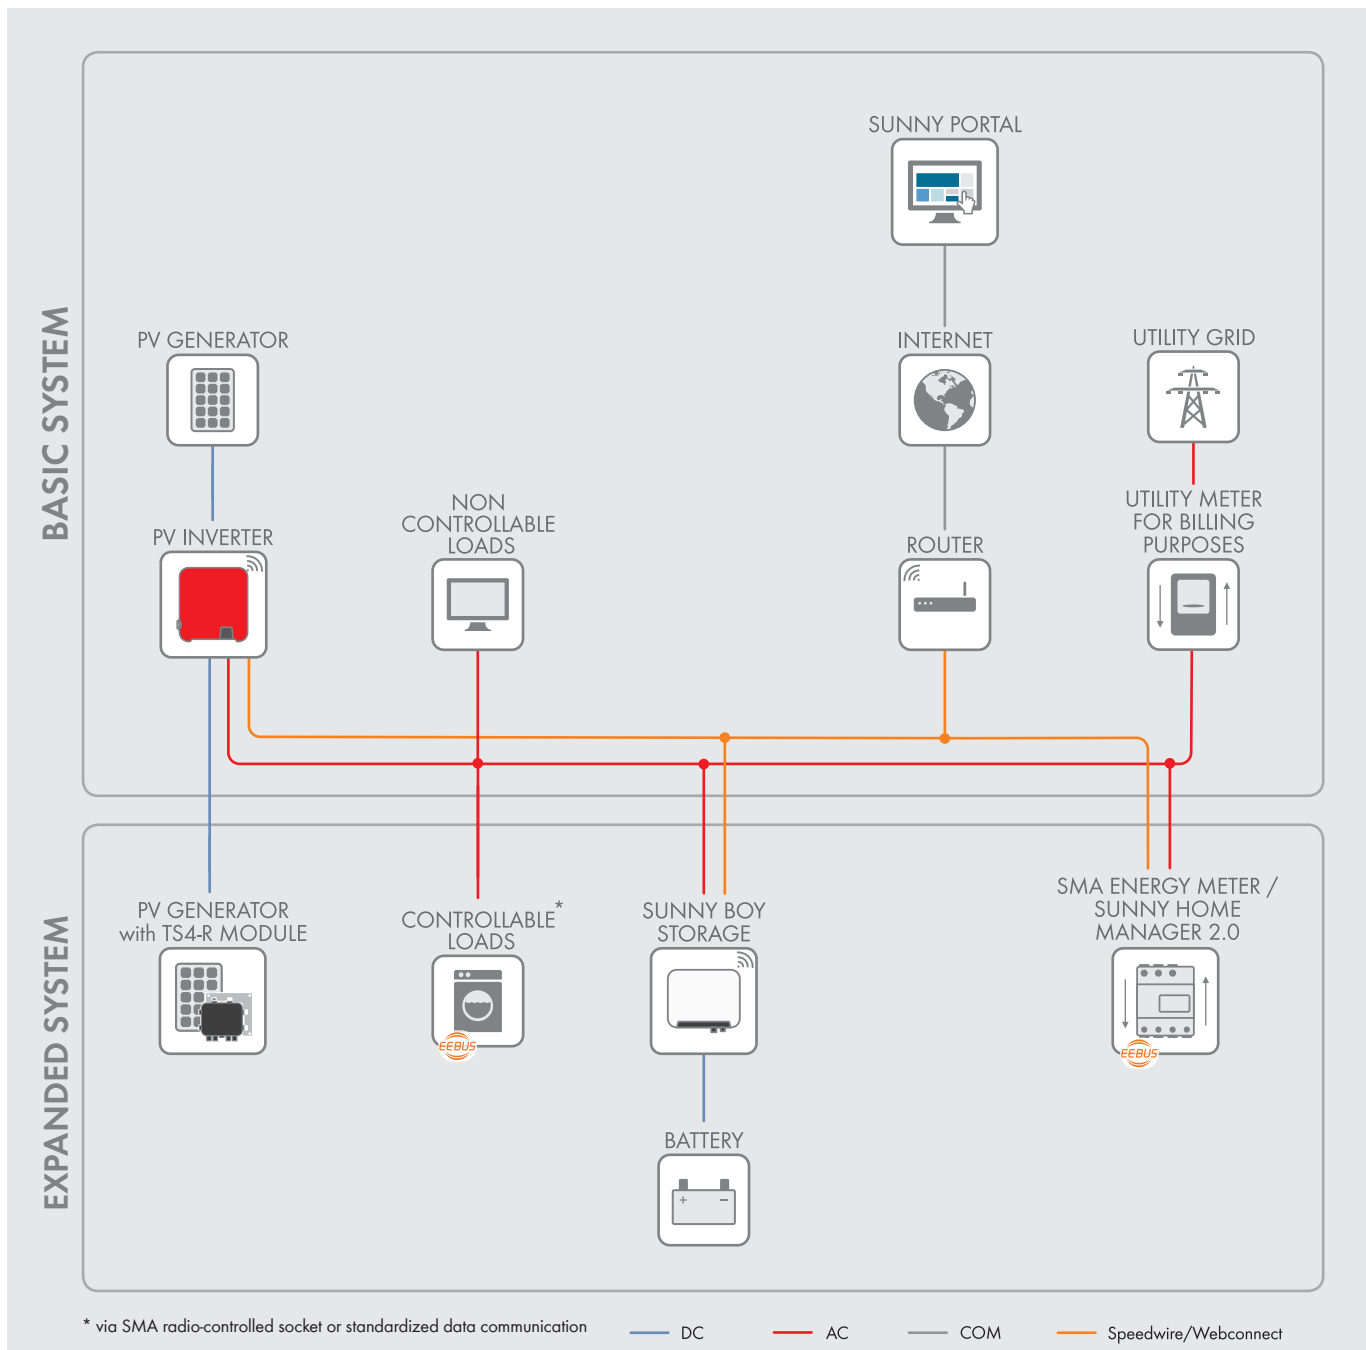 BASIC SYSTEM
SUNNY PORTAL
PV GENERATOR
INTERNET
UTILITY GRID
PV INVERTER
NON
CONTROLLABLE
LOADS
ROUTER
UTILITY METER
FOR BILLING
PURPOSES
EXPANDED SYSTEM
PV GENERATOR
with TS4-R MODULE
CONTROLLABLE*
LOADS
EEBUS
SUNNY BOY
STORAGE
SMA ENERGY METER /
SUNNY HOME
MANAGER 2.0
EEBUS
BATTERY
+ −
* via SMA radio-controlled socket or standardized data communication
DC
AC
COM
Speedwire/Webconnect